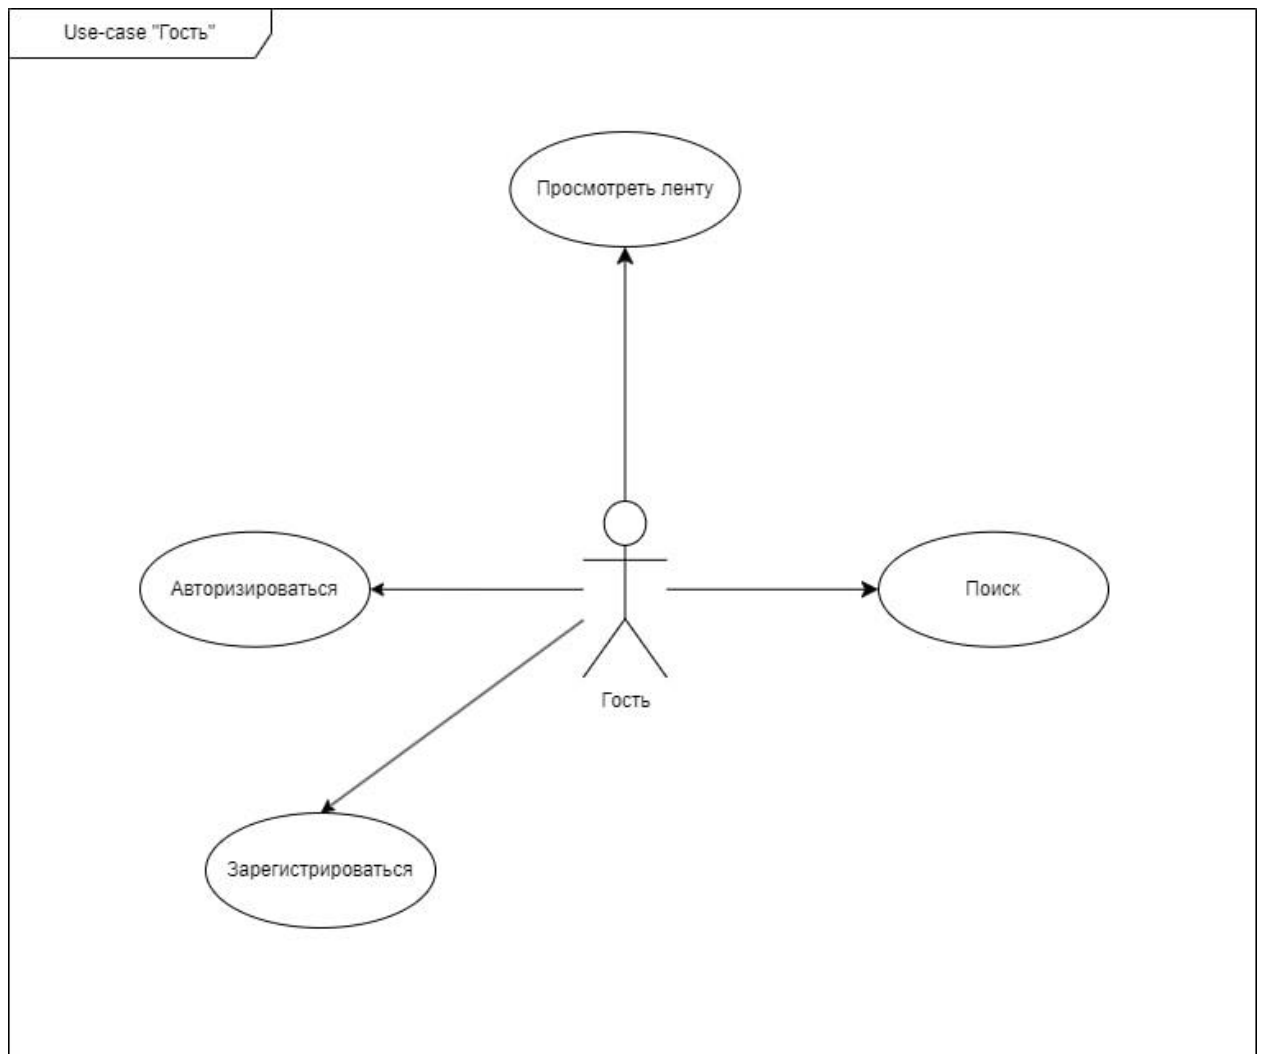 Use-case "Гость"
Просмотреть ленту
Авторизироваться
Поиск
Гость
Зарегистрироваться